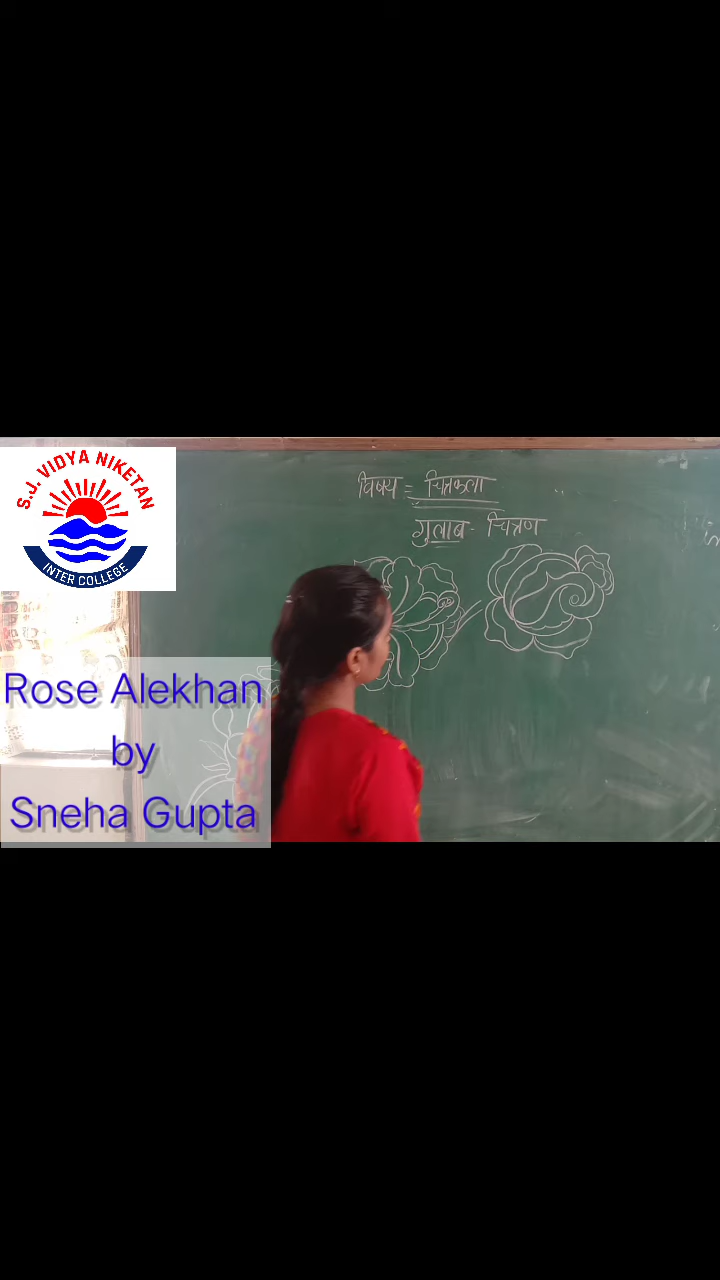 S.J. VIDYA NIKETAN
INTER COLLEGE
विषय = चित्रकला
गुलाब - चित्रण
Rose Alekhan
by
Sneha Gupta